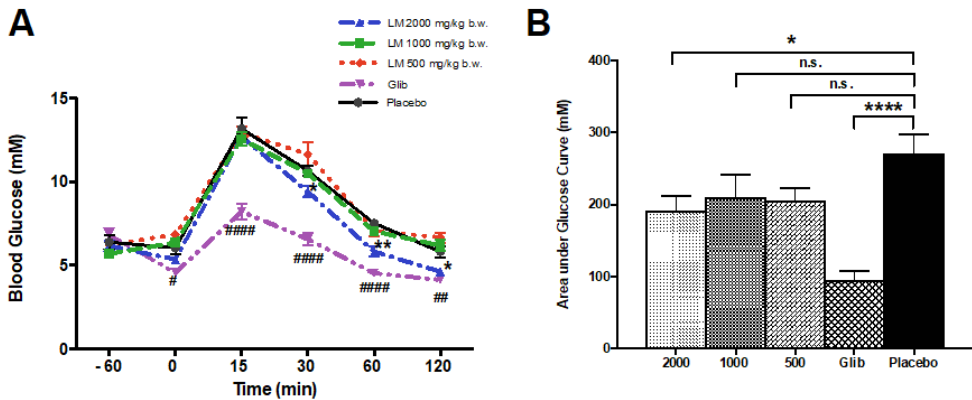 A
LM 2000 mg/kg b.w.
LM 1000 mg/kg b.w.
LM 500 mg/kg b.w.
Glib
Placebo
Blood Glucose (mM)
15
10
5
0
*
**
*
#
####
####
####
##
- 60 0 15 30 60 120
Time (min)
B
Area under Glucose Curve (mM)
400
300
200
100
0
*
n.s.
n.s.
****
2000 1000 500 Glib Placebo